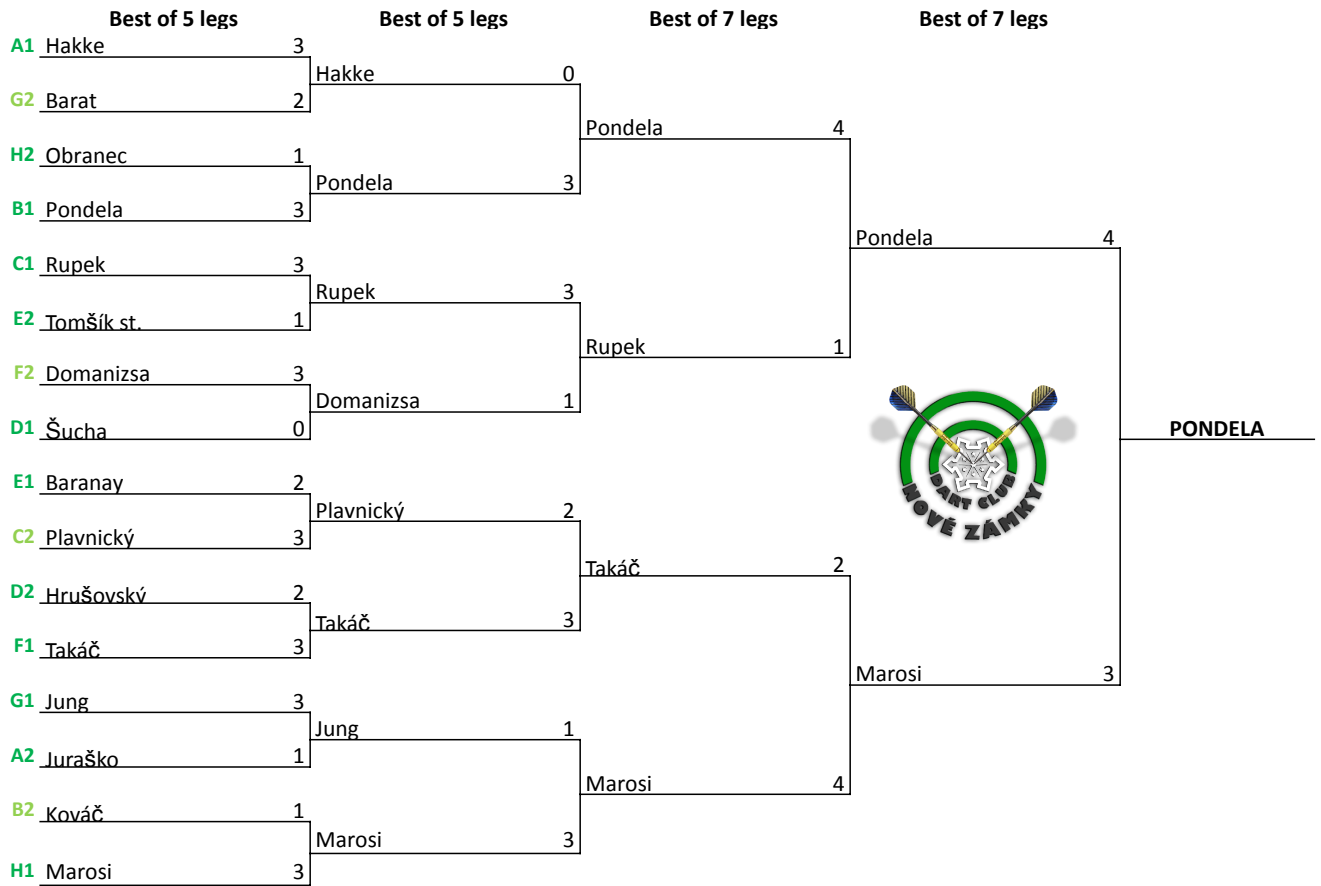 Best of 5 legs Best of 5 legs Best of 7 legs Best of 7 legs
A1 Hakke 3
Hakke 0
G2 Barat 2
Pondela 4
H2 Obranec 1
Pondela 3
B1 Pondela 3
Pondela 4
C1 Rupek 3
Rupek 3
E2 Tomšík st. 1
Rupek 1
F2 Domanizsa 3
Domanizsa 1
D1 Šucha 0
PONDELA
E1 Baranay 2
Plavnický 2
DART CLUB
NOVÉ ZÁMKY
C2 Plavnický 3
Takáč 2
D2 Hrušovský 2
Takáč 3
F1 Takáč 3
Marosi 3
G1 Jung 3
Jung 1
A2 Juraško 1
Marosi 4
B2 Kováč 1
Marosi 3
H1 Marosi 3